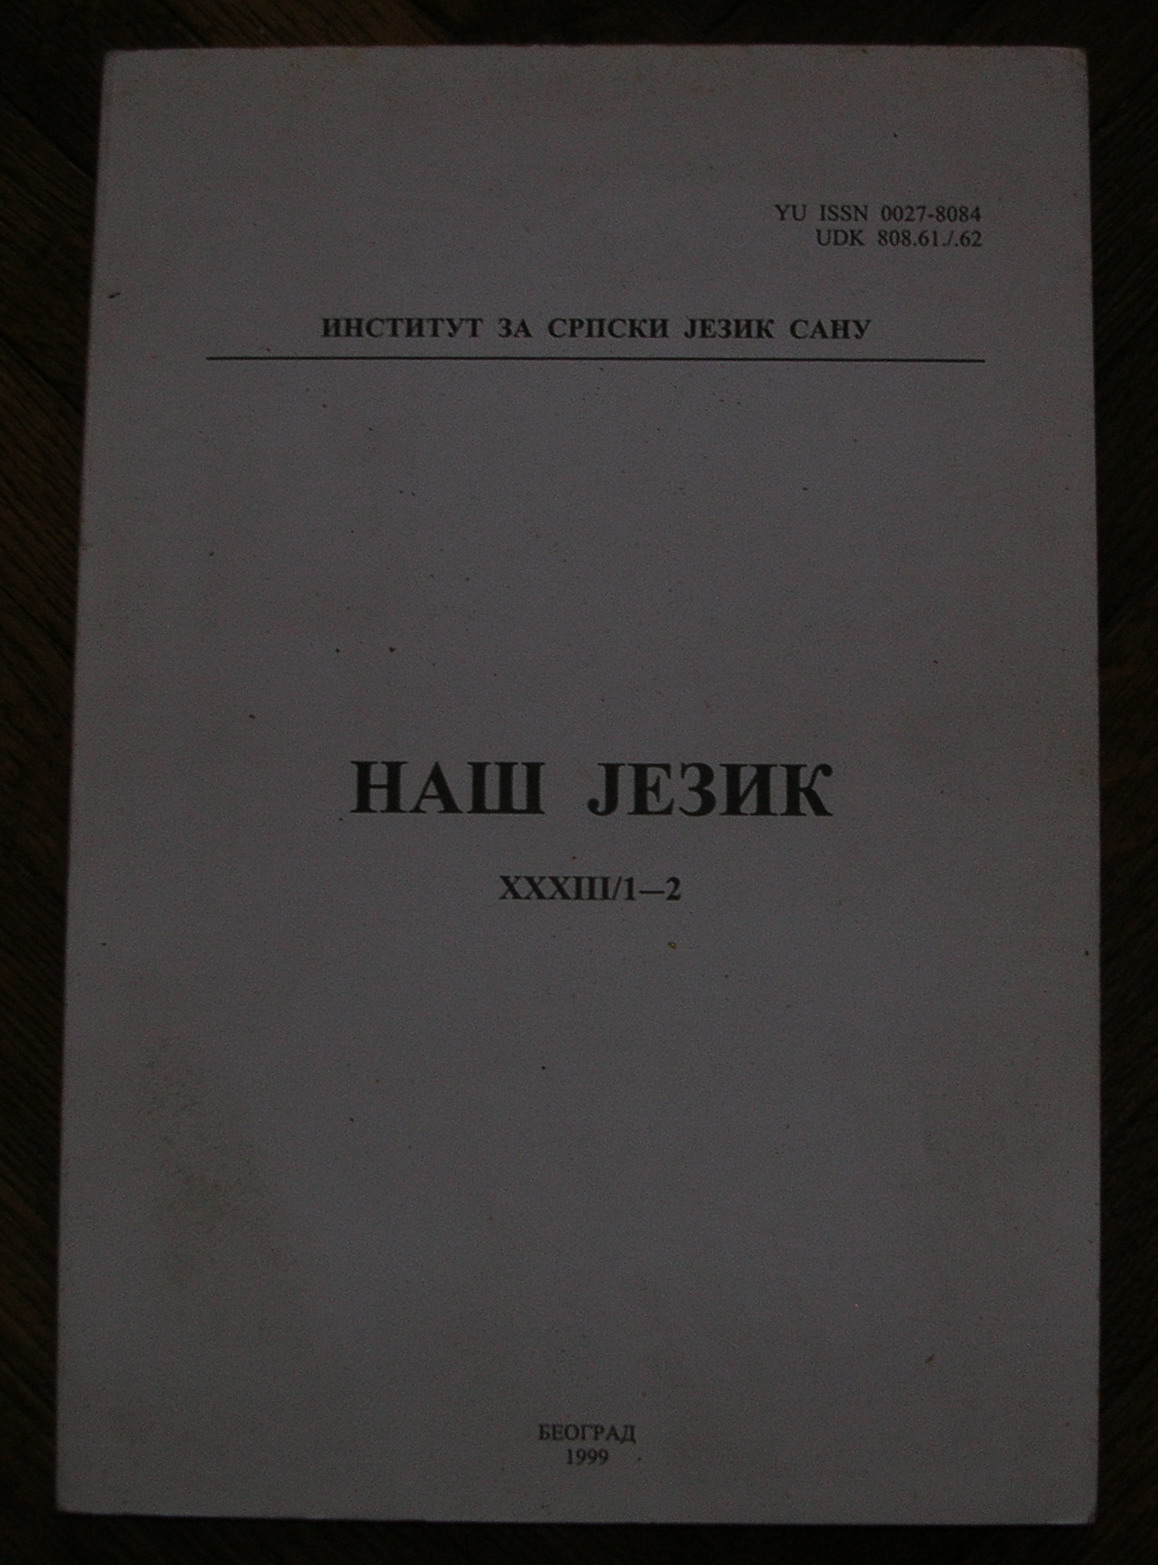 YU ISSN 0027-8084
UDK 808.61./.62
ИНСТИТУТ ЗА СРПСКИ ЈЕЗИК САНУ
НАШ ЈЕЗИК
XXXIII/1—2
БЕОГРАД
1999